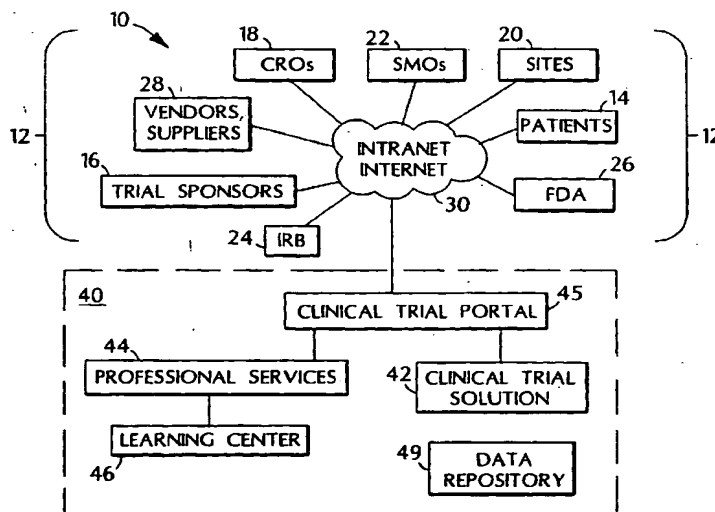 10
18
CROs
22
SMOs
20
SITES
28
VENDORS,
SUPPLIERS
14
PATIENTS
12
12
INTRANET
INTERNET
16
TRIAL SPONSORS
26
FDA
30
24
IRB
40
45
CLINICAL TRIAL PORTAL
44
PROFESSIONAL SERVICES
42
CLINICAL TRIAL
SOLUTION
LEARNING CENTER
46
49
DATA
REPOSITORY